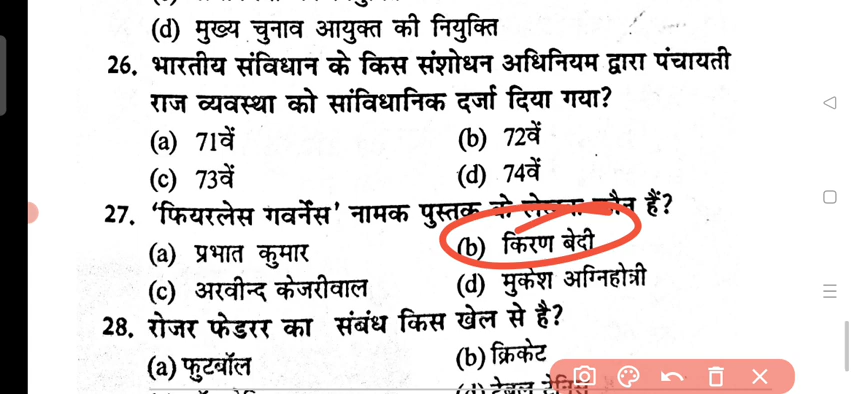 (d) मुख्य चुनाव आयुक्त की नियुक्ति
26. भारतीय संविधान के किस संशोधन अधिनियम द्वारा पंचायती
राज व्यवस्था को सांविधानिक दर्जा दिया गया?
(a) 71वें (b) 72वें
(c) 73वें (d) 74वें
27. ‘फियरलेस गवर्नेंस’ नामक पुस्तक के लेखक कौन हैं?
(a) प्रभात कुमार (b) किरण बेदी
(c) अरवीन्द केजरीवाल (d) मुकेश अग्निहोत्री
28. रोजर फेडरर का संबंध किस खेल से है?
(a) फुटबॉल (b) क्रिकेट